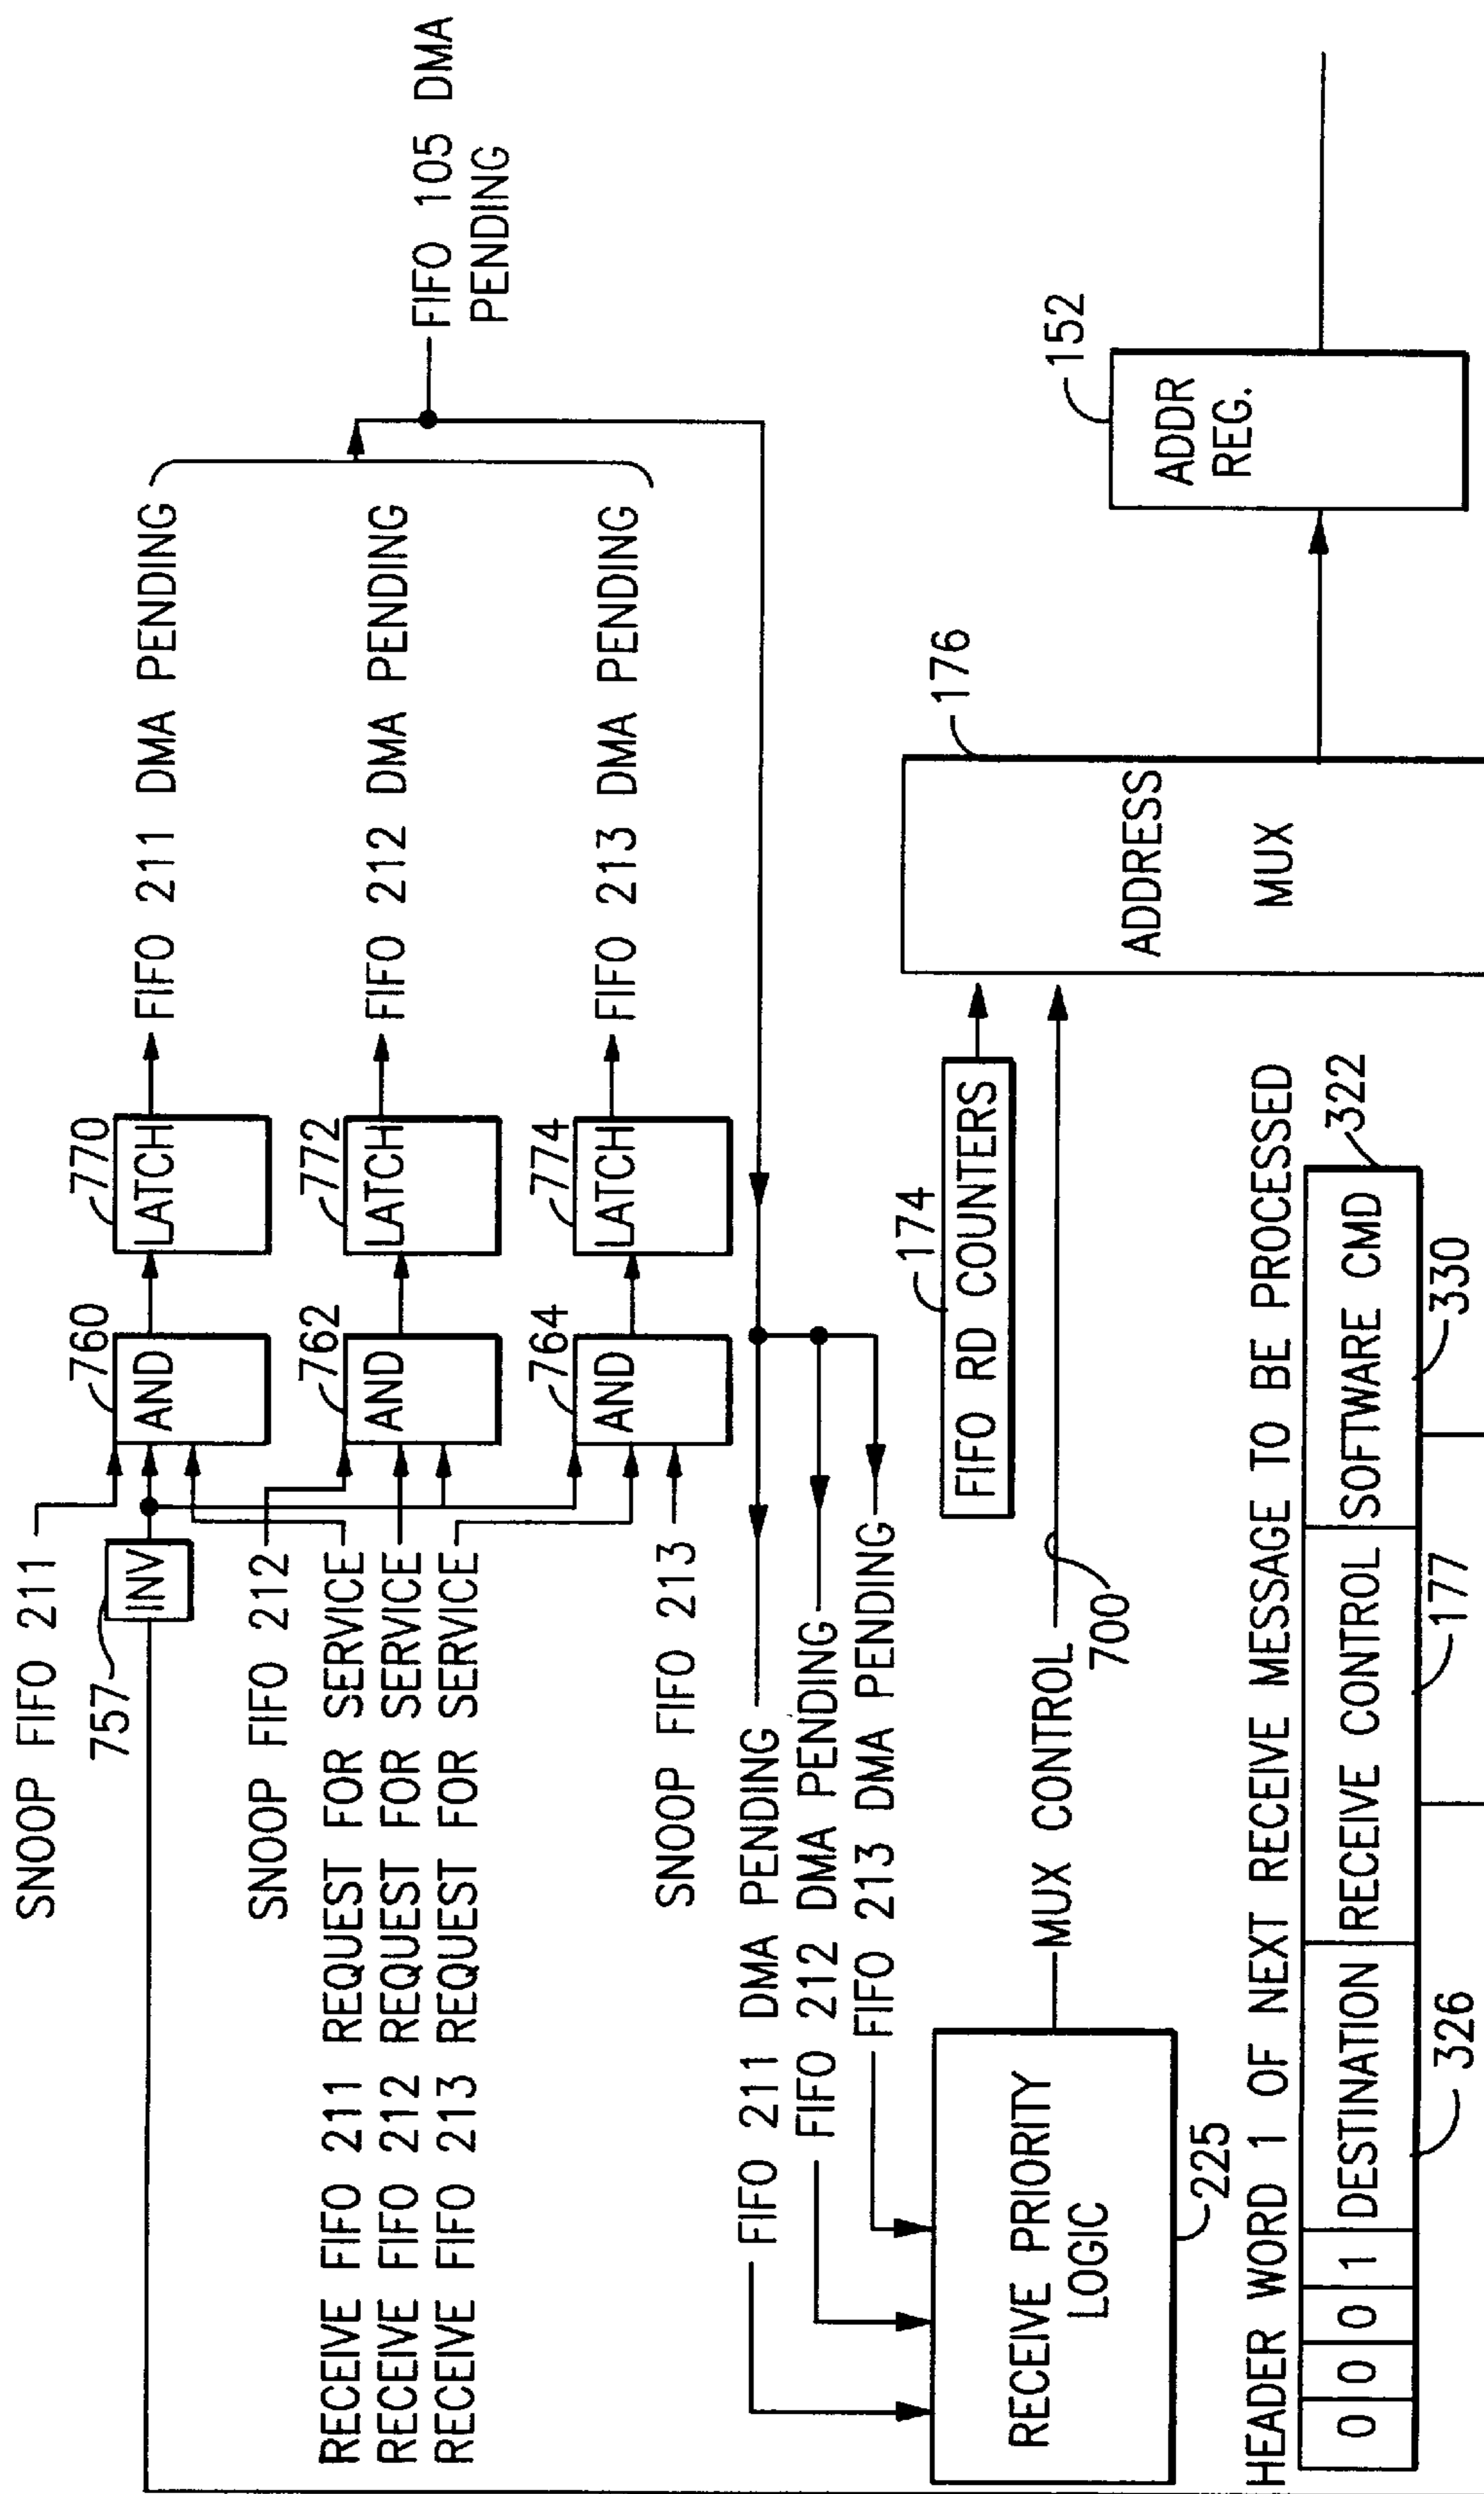 SNOOP FIFO 211
757
INV
760
AND
770
LATCH
FIFO 211 DMA PENDING
SNOOP FIFO 212
762
AND
772
LATCH
FIFO 212 DMA PENDING
RECEIVE FIFO 211 REQUEST FOR SERVICE
RECEIVE FIFO 212 REQUEST FOR SERVICE
RECEIVE FIFO 213 REQUEST FOR SERVICE
FIFO 105 DMA
PENDING
764
AND
774
LATCH
FIFO 213 DMA PENDING
SNOOP FIFO 213
FIFO 211 DMA PENDING
FIFO 212 DMA PENDING
FIFO 213 DMA PENDING
RECEIVE PRIORITY
LOGIC
225
MUX CONTROL
700
174
FIFO RD COUNTERS
176
ADDRESS
MUX
152
ADDR
REG.
HEADER WORD 1 OF NEXT RECEIVE MESSAGE TO BE PROCESSED
322
0 0 0 1 DESTINATION RECEIVE CONTROL SOFTWARE CMD
326
177
330